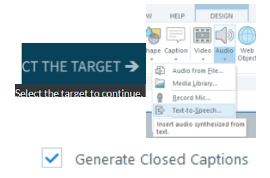 W HELP DESIGN
hape Caption Video Audio Web
Object
CT THE TARGET →
Select the target to continue.
Audio from File...
Media Library...
Record Mic...
Text-to-Speech...
Insert audio synthesized from
text.
Generate Closed Captions